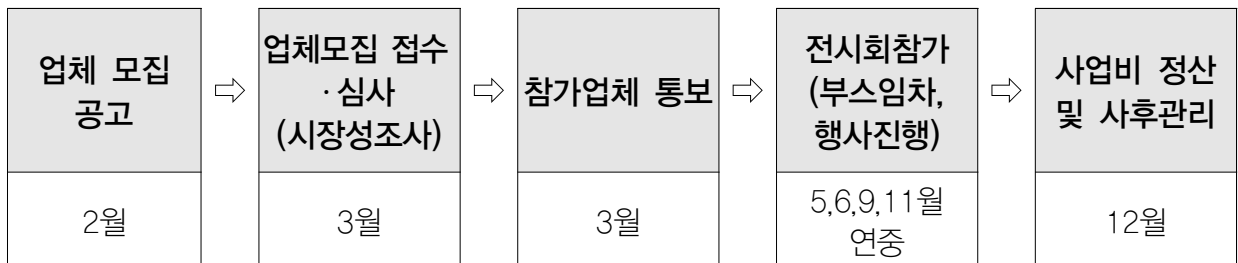 업체 모집
공고
2월
⇨
업체모집 접수
·심사
(시장성조사)
3월
⇨
참가업체 통보
3월
⇨
전시회참가
(부스임차,
행사진행)
5,6,9,11월
연중
⇨
사업비 정산
및 사후관리
12월